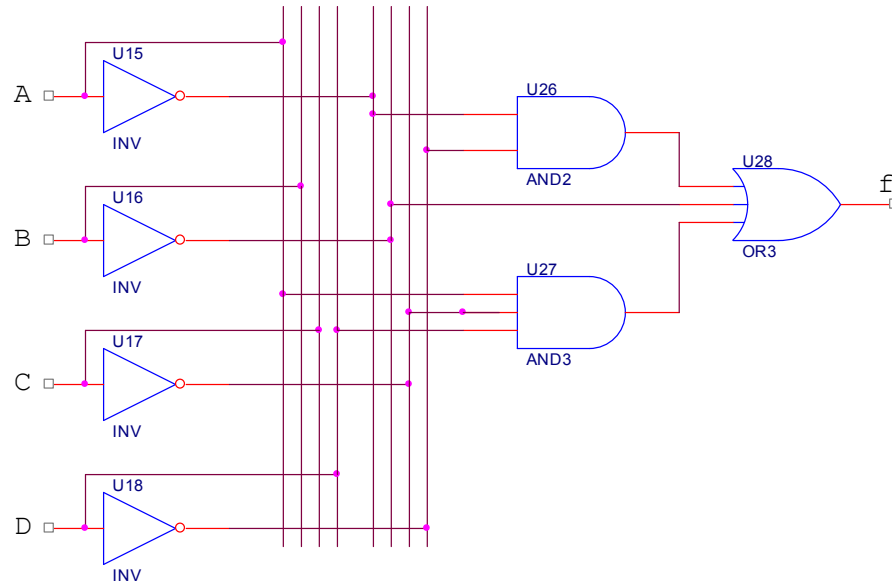 U15
A
INV
U16
B
INV
U17
C
INV
U18
D
INV
U26
AND2
U27
AND3
U28
OR3
f